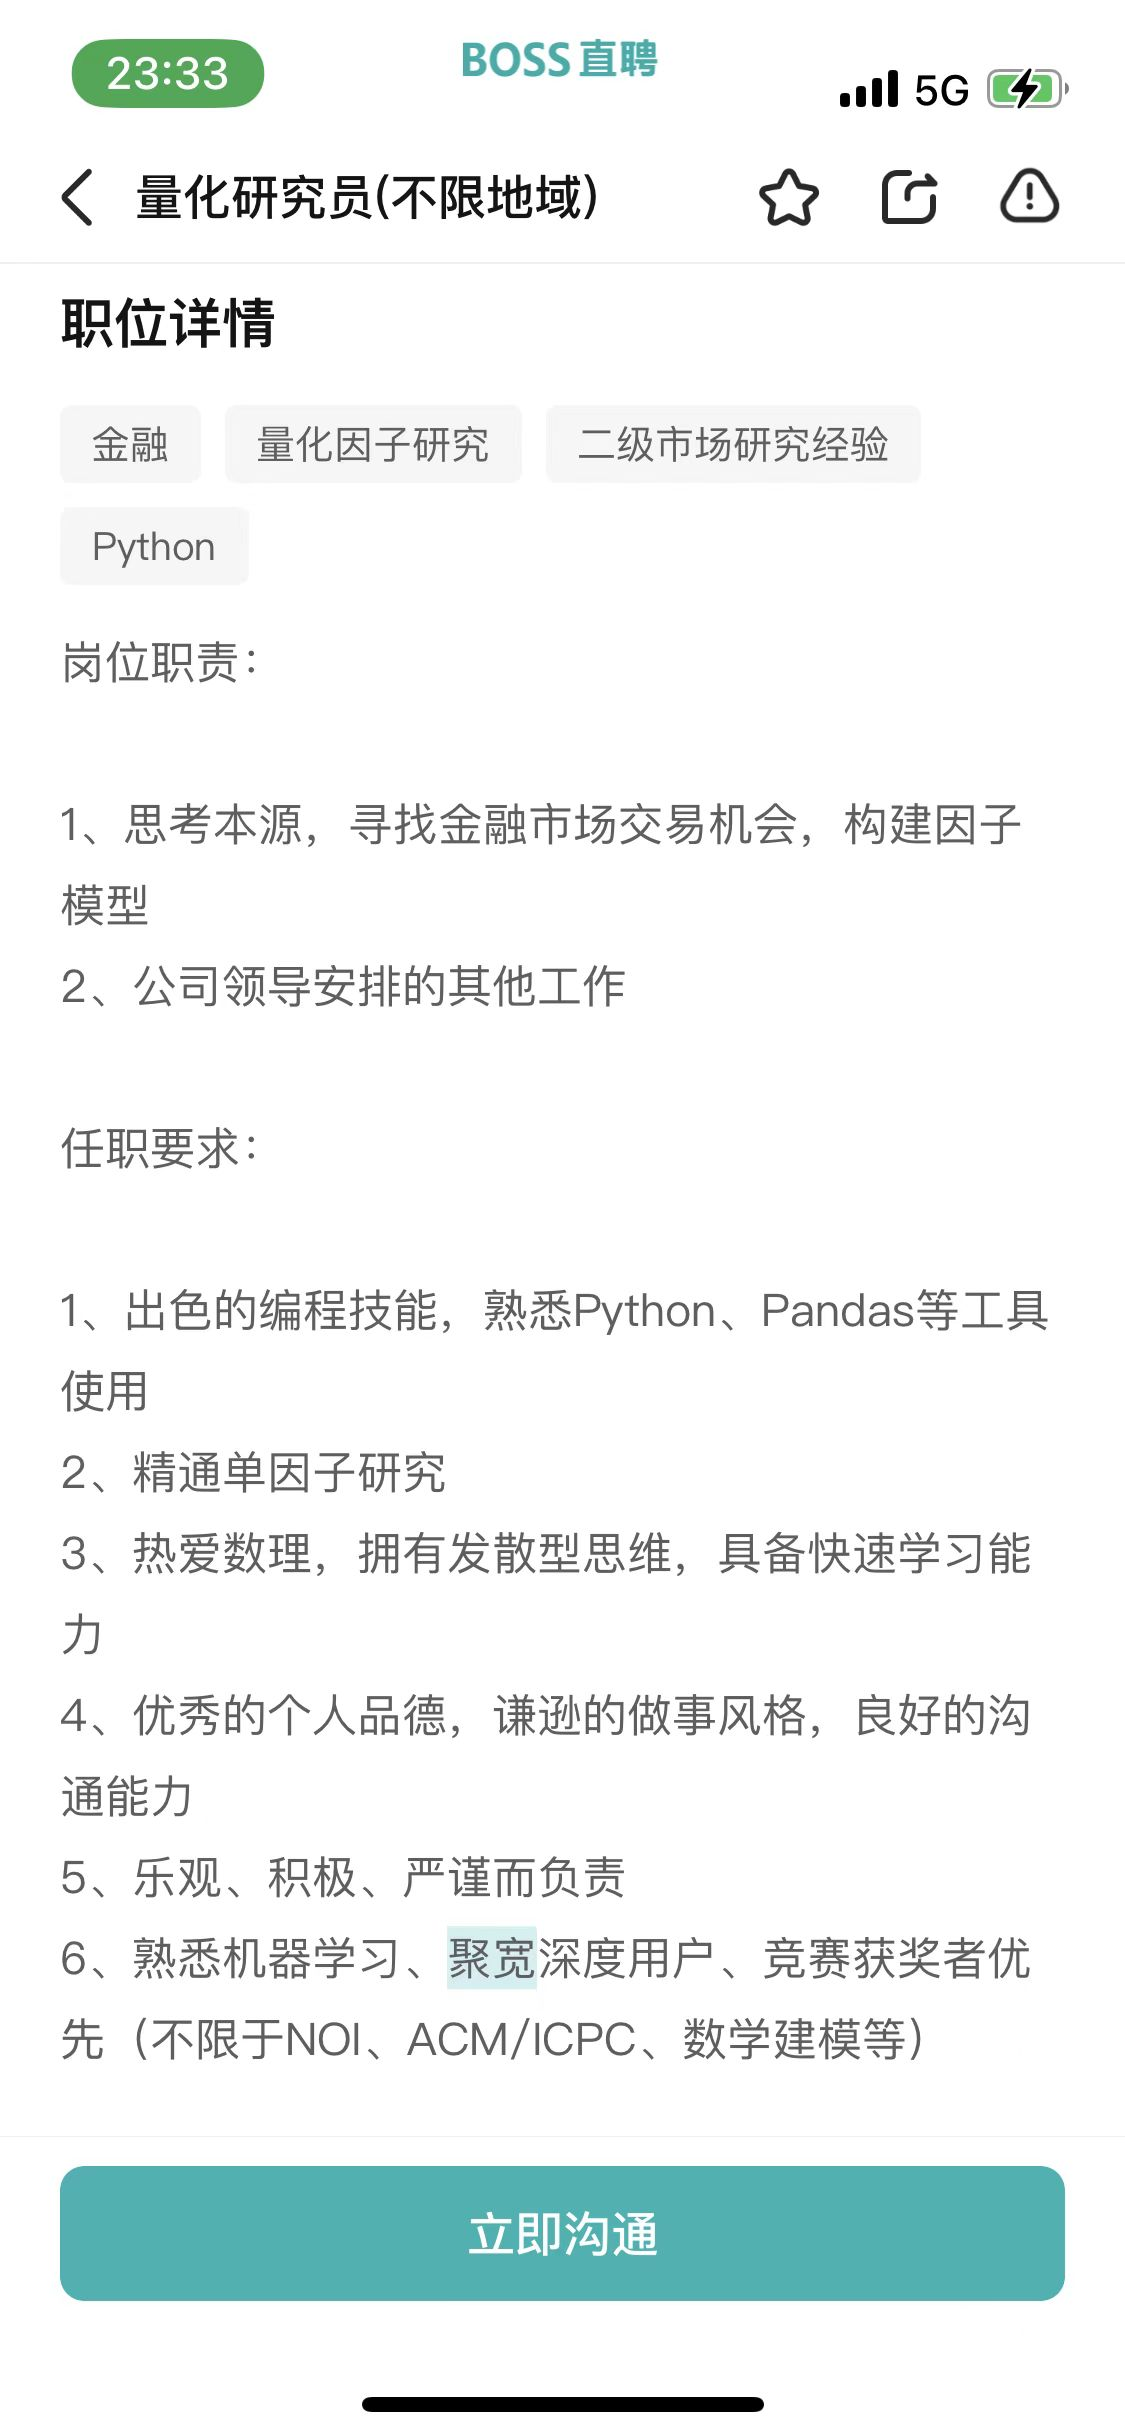 23:33
BOSS直聘
5G
量化研究员(不限地域)
职位详情
金融
量化因子研究
二级市场研究经验
Python
岗位职责：
1、思考本源，寻找金融市场交易机会，构建因子
模型
2、公司领导安排的其他工作
任职要求：
1、出色的编程技能，熟悉Python、Pandas等工具
使用
2、精通单因子研究
3、热爱数理，拥有发散型思维，具备快速学习能
力
4、优秀的个人品德，谦逊的做事风格，良好的沟
通能力
5、乐观、积极、严谨而负责
6、熟悉机器学习、聚宽深度用户、竞赛获奖者优
先（不限于NOI、ACM/ICPC、数学建模等）
立即沟通